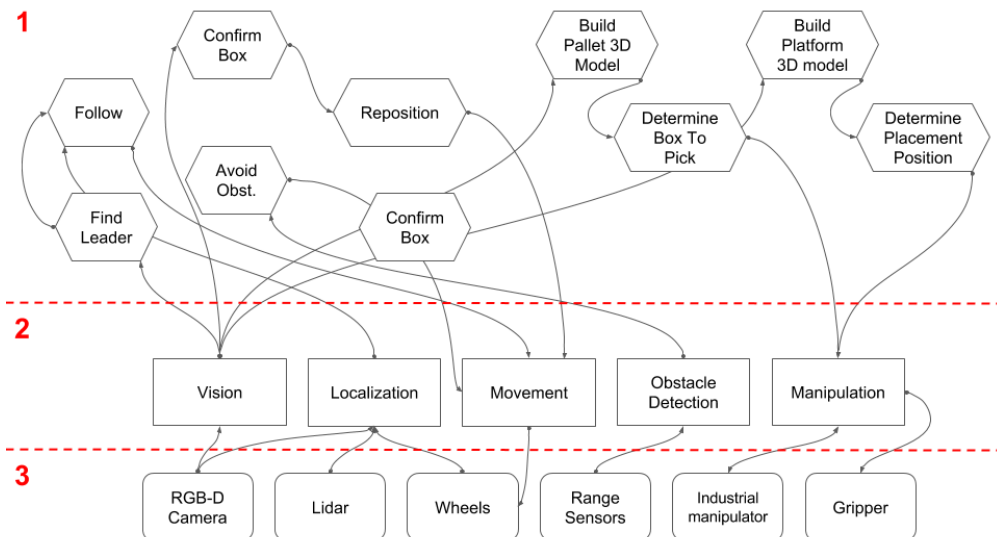 1
Confirm
Box
Build
Pallet 3D
Model
Build
Platform
3D model
Follow
Reposition
Determine
Box To
Pick
Determine
Placement
Position
Avoid
Obst.
Find
Leader
Confirm
Box
2
Vision
Localization
Movement
Obstacle
Detection
Manipulation
3
RGB-D
Camera
Lidar
Wheels
Range
Sensors
Industrial
manipulator
Gripper